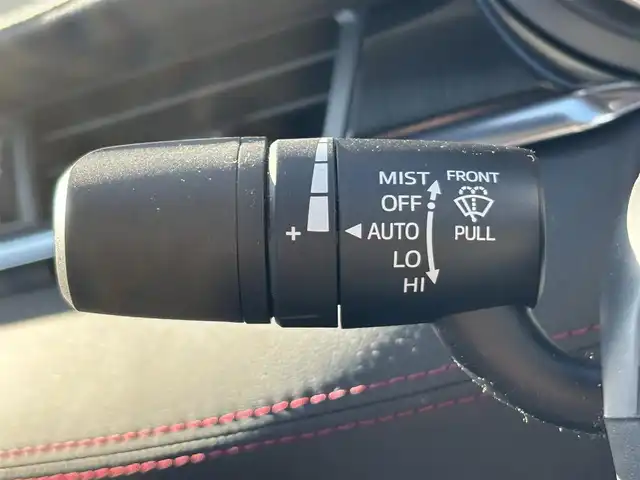 MIST
OFF
AUTO
LO
HI
FRONT
PULL
+